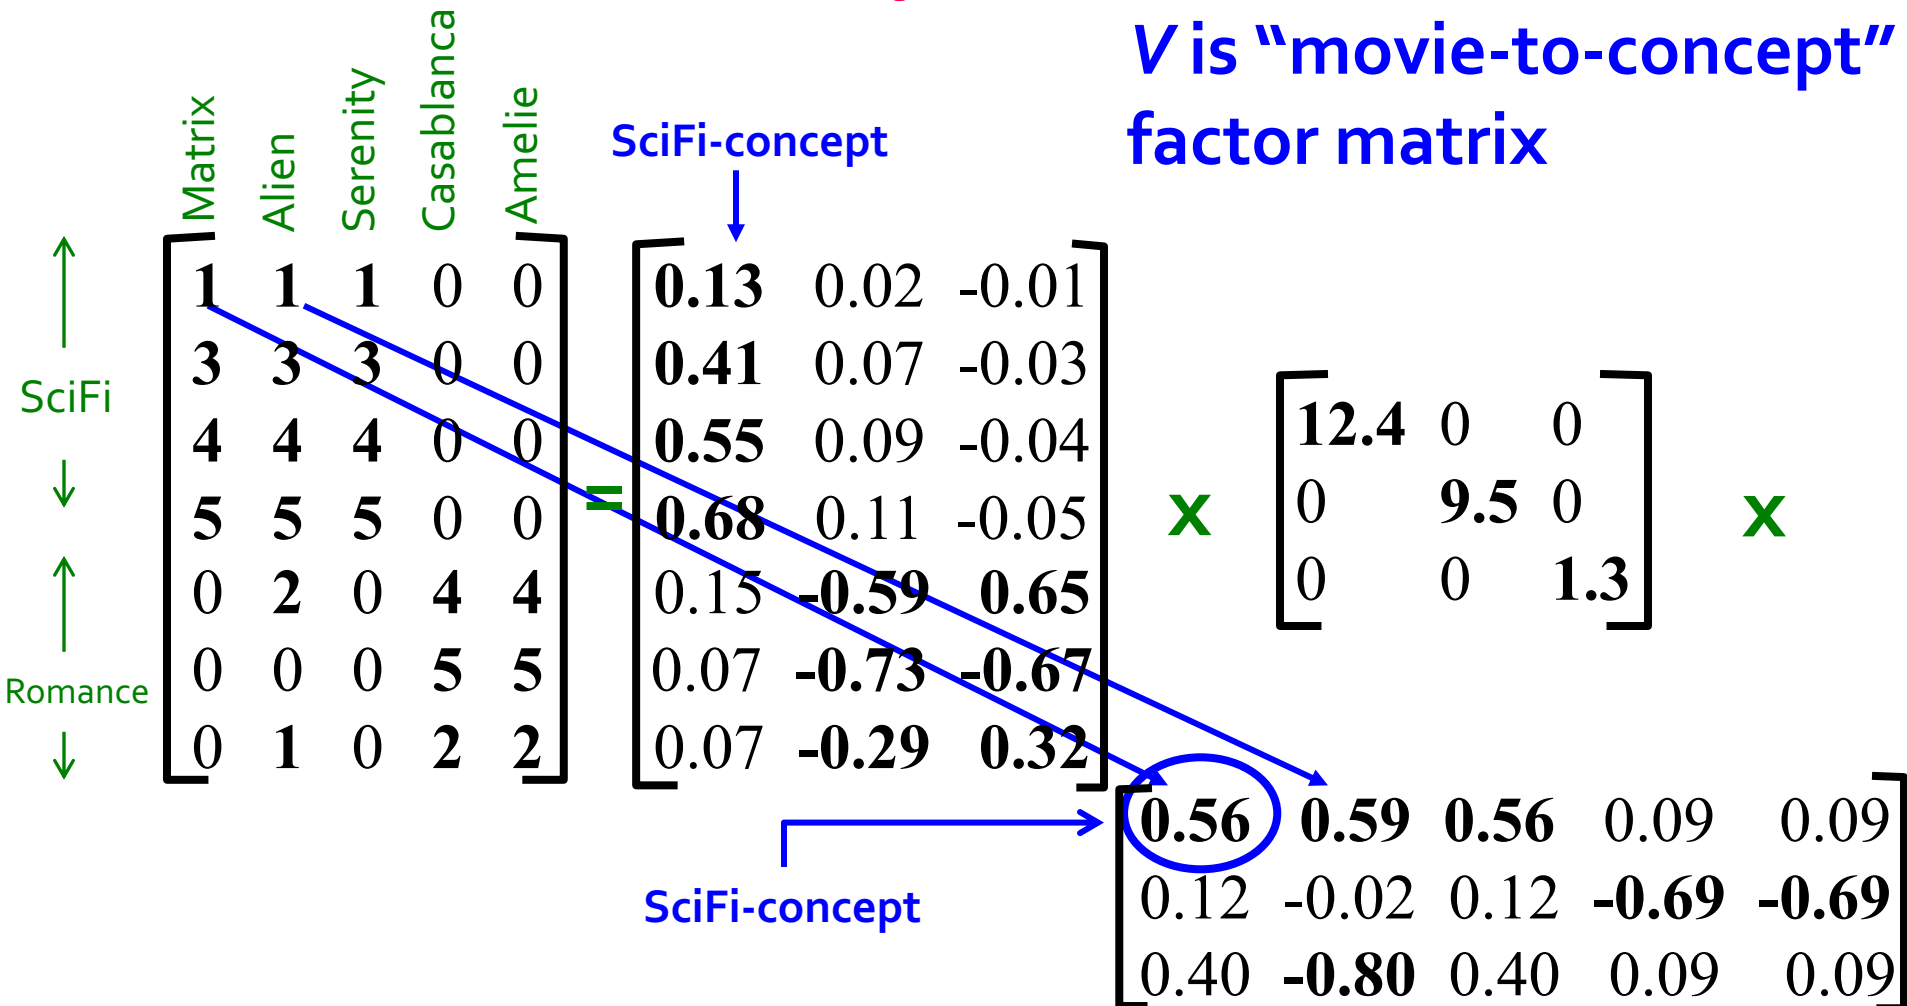 V is “movie-to-concept”
factor matrix
Matrix
Alien
Serenity
Casablanca
Amelie
SciFi-concept
SciFi
Romance
1 1 1 0 0
3 3 3 0 0
4 4 4 0 0
5 5 5 0 0
0 2 0 4 4
0 0 0 5 5
0 1 0 2 2
=
0.13 0.02 -0.01
0.41 0.07 -0.03
0.55 0.09 -0.04
0.68 0.11 -0.05
0.15 -0.59 0.65
0.07 -0.73 -0.67
0.07 -0.29 0.32
x
12.4 0 0
0 9.5 0
0 0 1.3
x
SciFi-concept
0.56 0.59 0.56 0.09 0.09
0.12 -0.02 0.12 -0.69 -0.69
0.40 -0.80 0.40 0.09 0.09